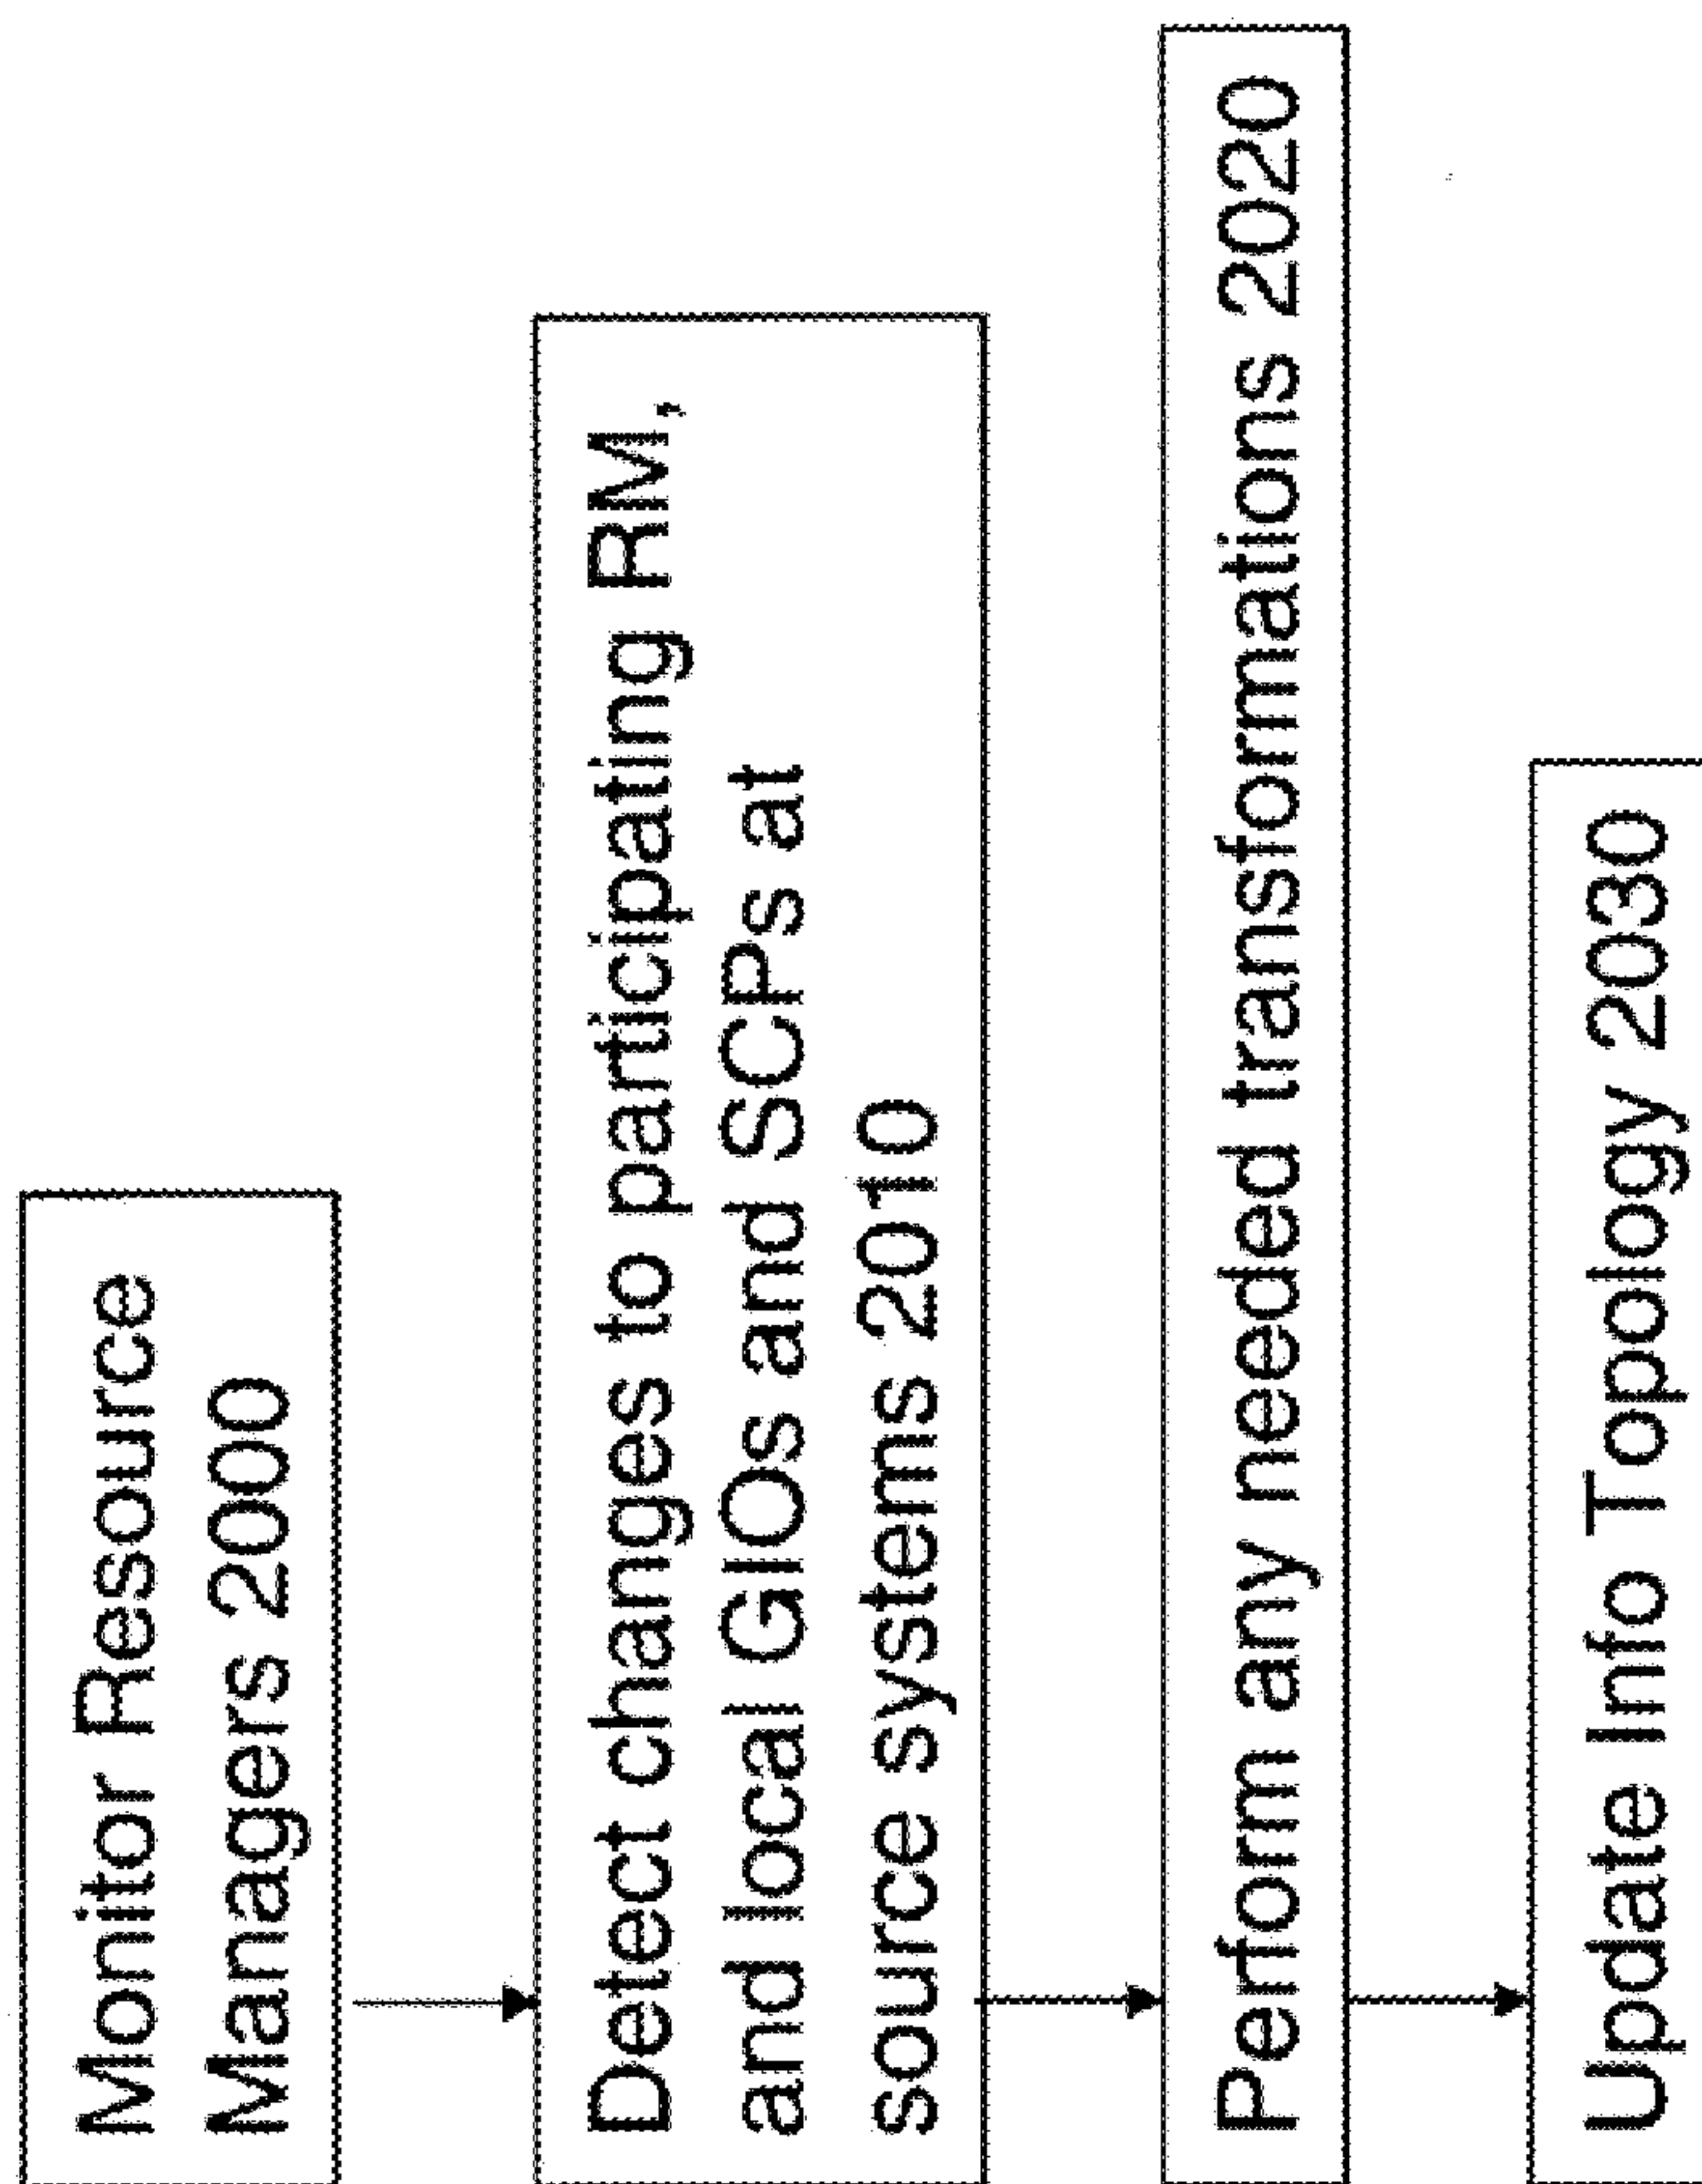 Monitor Resource
Managers 2000
Detect changes to participating RM,
and local GIOs and SCPs at
source systems 2010
Perform any needed transformations 2020
Update Info Topology 2030